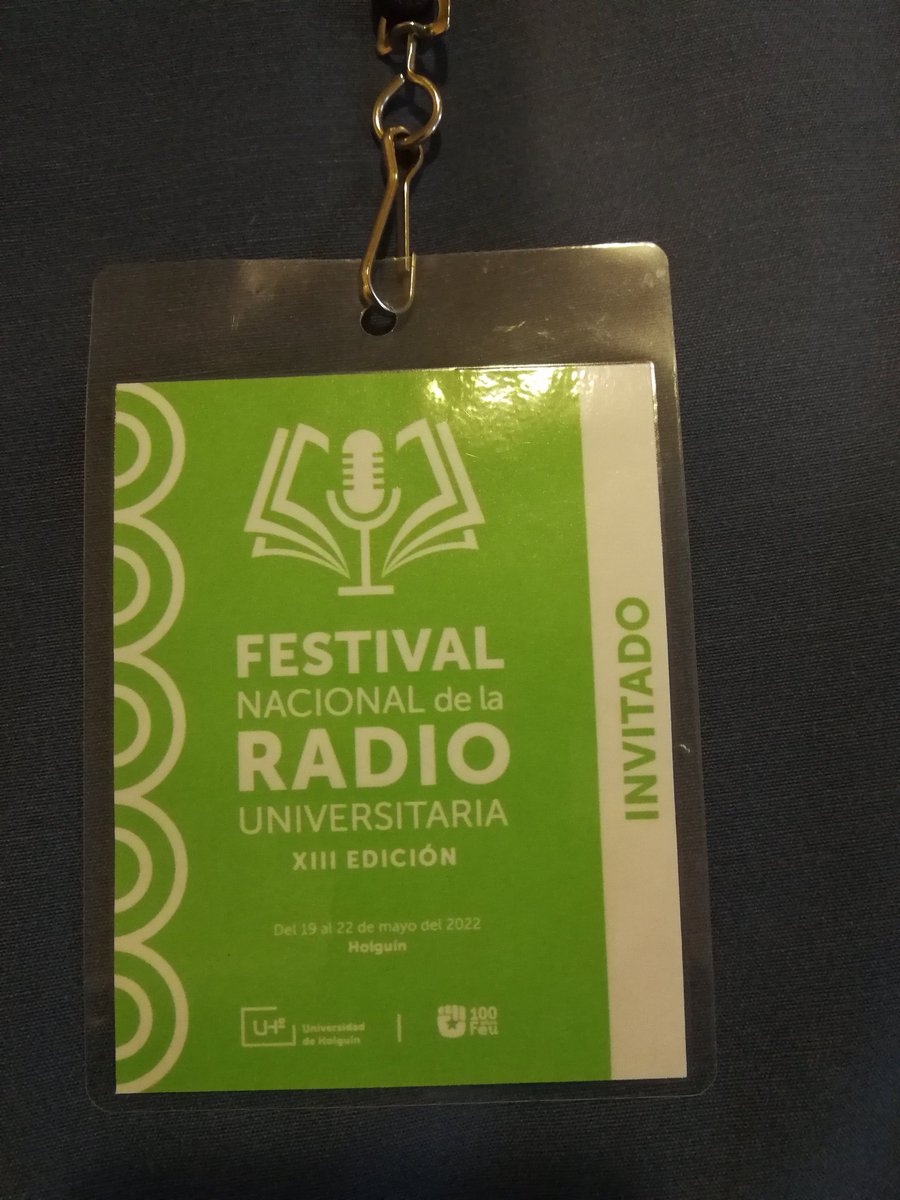 FESTIVAL
NACIONAL de la
RADIO
UNIVERSITARIA
XIII EDICIÓN
Del 19 al 22 de mayo del 2022
Holguín
UHº
Universidad
de Holguín
100
Feu
INVITADO